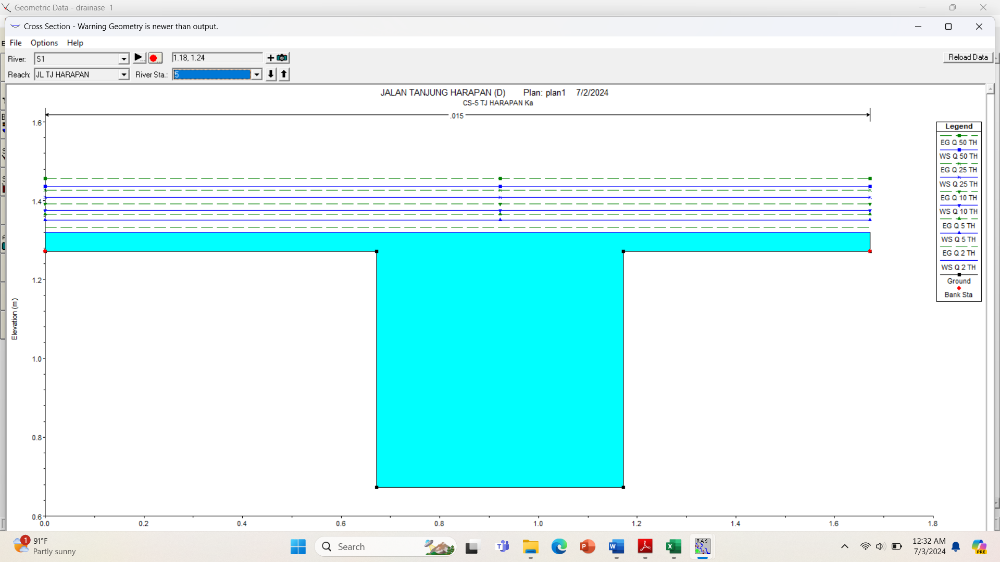 Geometric Data - drainase 1
Cross Section - Warning Geometry is newer than output.
File Options Help
River: S1 1.18, 1.24 Reload Data
Reach: JL TJ HARAPAN River Sta.: 5
JALAN TANJUNG HARAPAN (D) Plan: plan1 7/2/2024
CS-5 TJ HARAPAN Ka
.015
1.6
1.4
1.2
1.0
0.8
0.6
Elevation (m)
0.0 0.2 0.4 0.6 0.8 1.0 1.2 1.4 1.6 1.8
Legend
EG Q 50 TH
WS Q 50 TH
EG Q 25 TH
WS Q 25 TH
EG Q 10 TH
WS Q 10 TH
EG Q 5 TH
WS Q 5 TH
EG Q 2 TH
WS Q 2 TH
Ground
Bank Sta
1
91°F
Partly sunny
Search
RAS
12:32 AM
7/3/2024
PRE